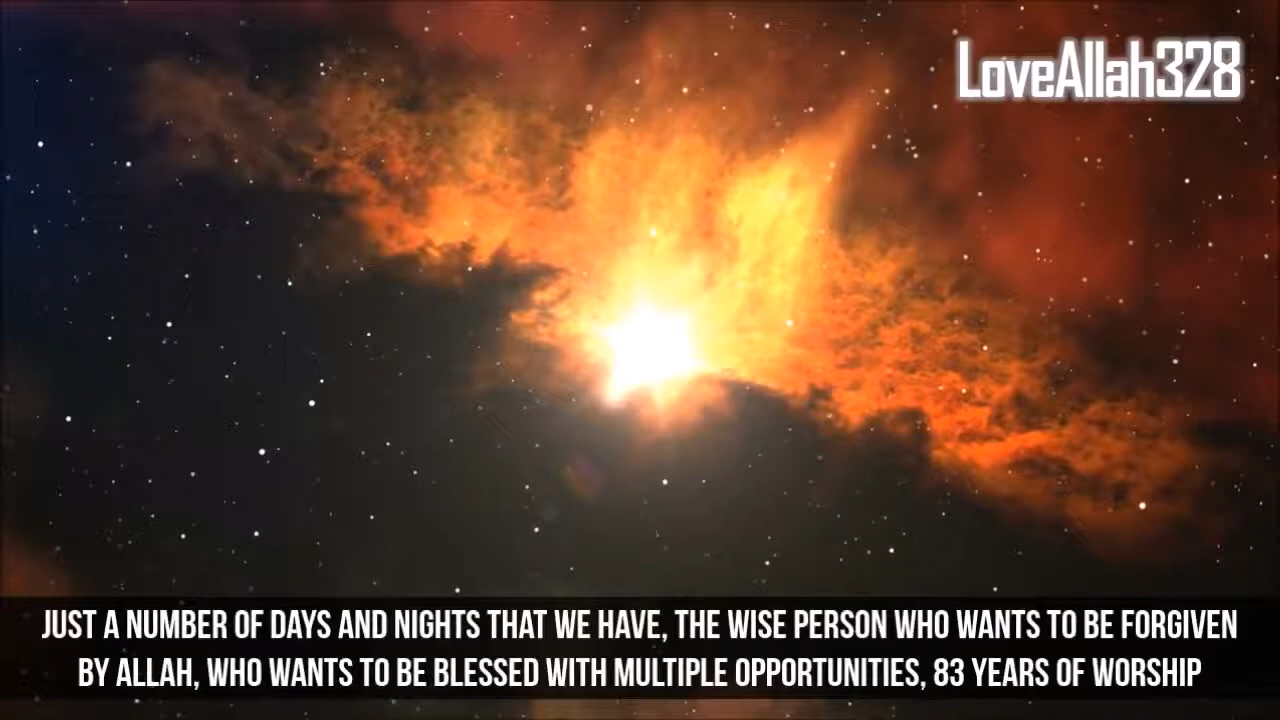 LoveAllah328
JUST A NUMBER OF DAYS AND NIGHTS THAT WE HAVE, THE WISE PERSON WHO WANTS TO BE FORGIVEN
BY ALLAH, WHO WANTS TO BE BLESSED WITH MULTIPLE OPPORTUNITIES, 83 YEARS OF WORSHIP